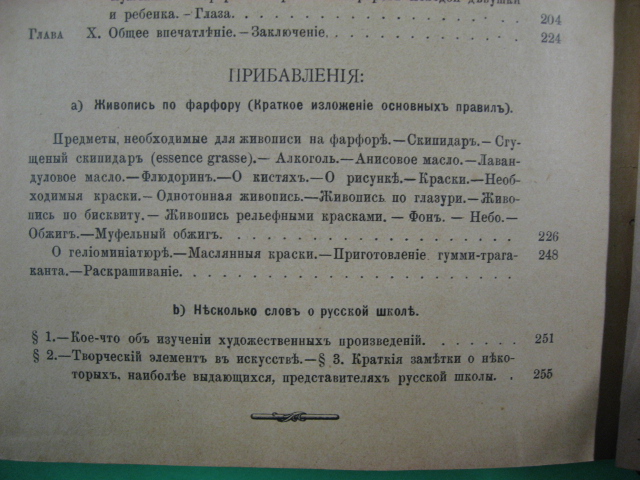 и ребенка. – Глаза. . . . . . . . . . . . . . . . . 204
Глава X. Общее впечатлѣніе. – Заключеніе. . . . . . . . . . . . 224
ПРИБАВЛЕНІЯ:
а) Живопись по фарфору (Краткое изложеніе основныхъ правилъ).
Предметы, необходимые для живописи на фарфорѣ.—Скипидаръ.– Сгу-
щеный скипидаръ (essence grasse).— Алкоголь.—Анисовое масло.—Лаван-
дуловое масло.—Флюдоринъ.—О кистяхъ.—О рисункѣ.—Краски.—Необ-
ходимыя краски.– Однотонная живопись.—Живопись по глазури.—Живо-
пись по бисквиту.— Живопись рельефными красками. – Фонъ. – Небо.—
Обжигъ.—Муфельный обжигъ. . . . . . . . . . . . . . . . . 226
О геліоминіатюрѣ.—Маслянныя краски.—Приготовленіе гумми-трага- 248
канта.—Раскрашиваніе. . . . . . . . . . . . . . . . . .
b) Нѣсколько словъ о русской школѣ.
§ 1.—Кое-что объ изученіи художественныхъ произведеній. . . . . . . 251
§ 2.—Творческій элементъ въ искусствѣ.—§ 3. Краткія замѣтки о нѣко-
торыхъ, наиболѣе выдающихся, представителяхъ русской школы. . 255